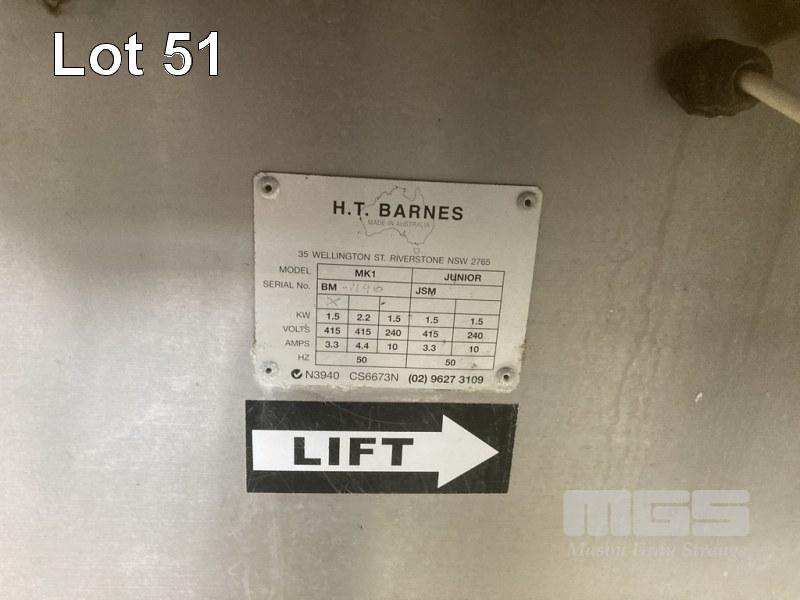 Lot 51
H.T. BARNES
MADE IN AUSTRALIA
35 WELLINGTON ST. RIVERSTONE NSW 2765
MODEL MK1 JUNIOR
SERIAL No. BM JSM
X
KW 1.5 2.2 1.5 1.5 1.5
VOLTS 415 415 240 415 240
AMPS 3.3 4.4 10 3.3 10
HZ 50 50
N3940 CS6673N (02) 9627 3109
LIFT
MGS
Mason Gray Strange